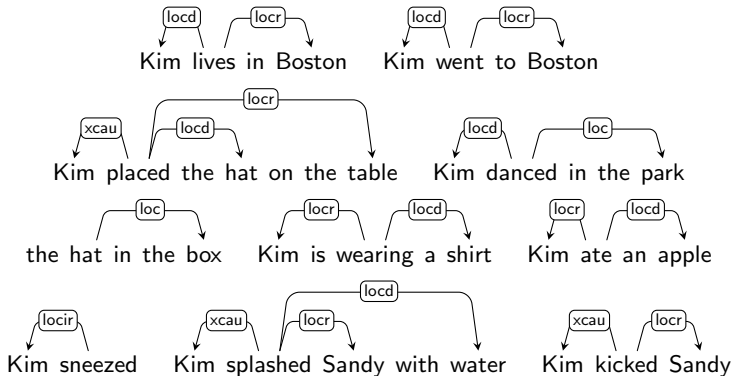 locd locr locd locr
Kim lives in Boston Kim went to Boston
locr
xcau locd locd loc
Kim placed the hat on the table Kim danced in the park
loc locr locd locr locd
the hat in the box Kim is wearing a shirt Kim ate an apple
locd
locir xcau locr xcau locr
Kim sneezed Kim splashed Sandy with water Kim kicked Sandy